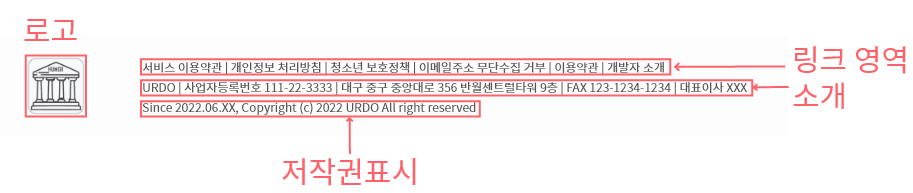 로고
HUMER
서비스 이용약관 | 개인정보 처리방침 | 청소년 보호정책 | 이메일주소 무단수집 거부 | 이용약관 | 개발자 소개
링크 영역
URDO | 사업자등록번호 111-22-3333 | 대구 중구 중앙대로 356 반월센트럴타워 9층 | FAX 123-1234-1234 | 대표이사 XXX
소개
Since 2022.06.XX, Copyright (c) 2022 URDO All right reserved
저작권표시